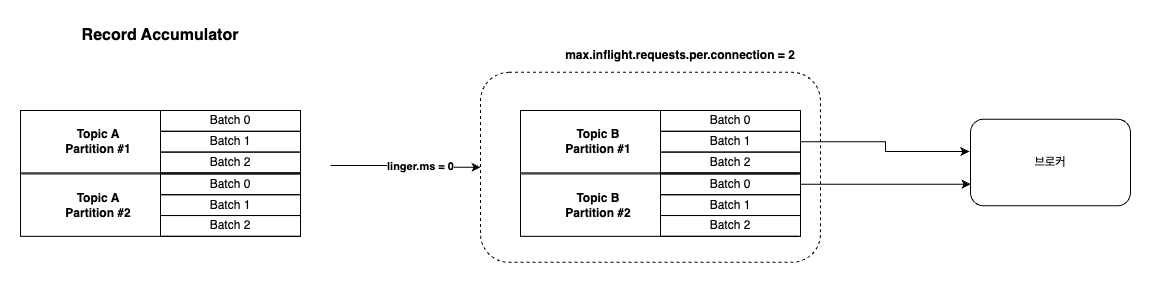 Record Accumulator
max.inflight.requests.per.connection = 2
Topic A
Partition #1
Batch 0
Batch 1
Batch 2
Topic A
Partition #2
Batch 0
Batch 1
Batch 2
linger.ms = 0
Topic B
Partition #1
Batch 0
Batch 1
Batch 2
Topic B
Partition #2
Batch 0
Batch 1
Batch 2
브로커